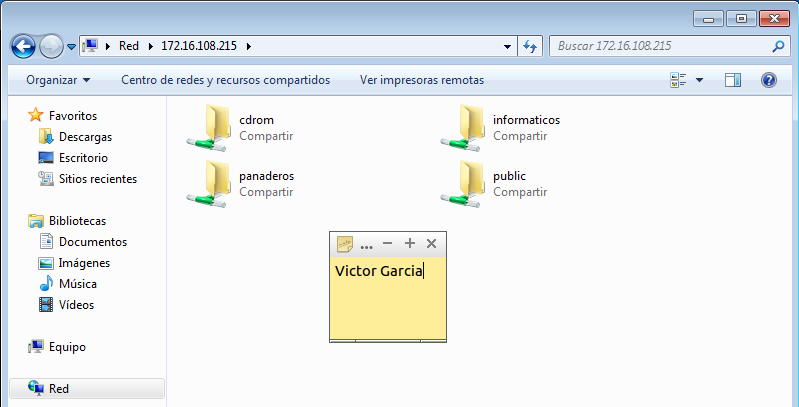 Red 172.16.108.215
Buscar 172.16.108.215
Organizar Centro de redes y recursos compartidos Ver impresoras remotas
Favoritos
Descargas
Escritorio
Sitios recientes
Bibliotecas
Documentos
Imágenes
Música
Vídeos
Equipo
Red
cdrom
Compartir
informaticos
Compartir
panaderos
Compartir
public
Compartir
...
Victor Garcia